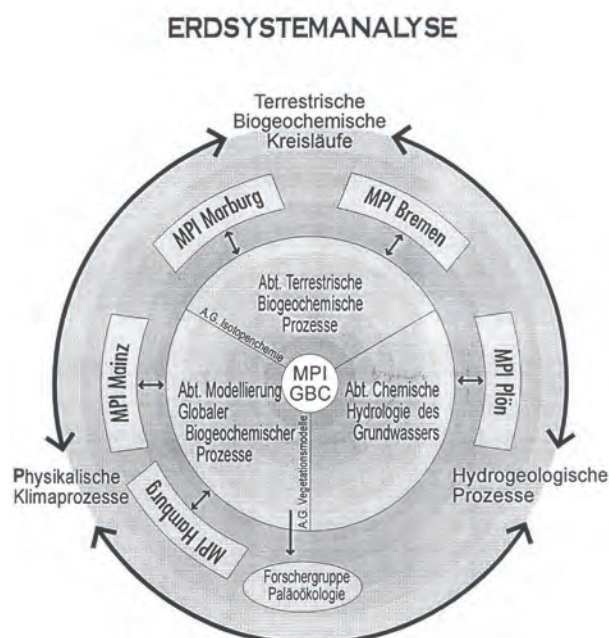 ERDSYSTEMANALYSE
Terrestrische
Biogeochemische
Kreisläufe
MPI Marburg
MPI Bremen
Abt. Terrestrische
Biogeochemische
Prozesse
A.G. Isotopenchemie
MPI
GBC
MPI Mainz
Abt. Modellierung
Globaler
Biogeochemischer
Prozesse
Abt. Chemische
Hydrologie des
Grundwassers
MPI Plön
A.G. Vegetationsmodelle
Physikalische
Klimaprozesse
Hydrogeologische
Prozesse
MPI Hamburg
Forschergruppe
Paläoökologie